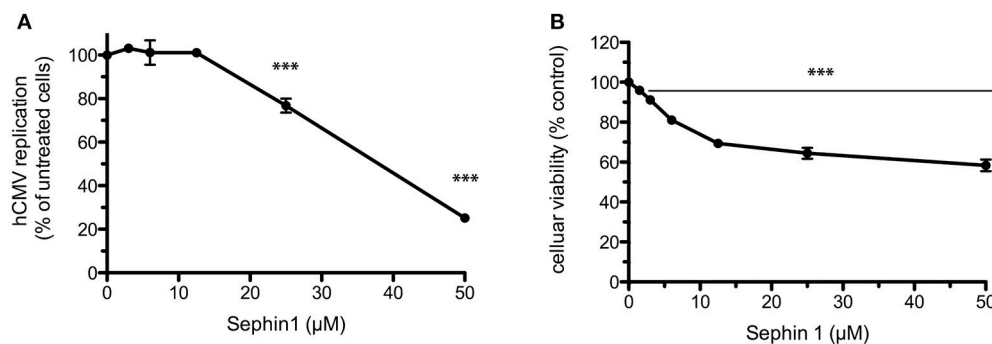 A
hCMV replication
(% of untreated cells)
100
80
60
40
20
0
***
***
0 10 20 30 40 50
Sephin1 (µM)
B
celluar viability (% control)
120
100
80
60
40
20
0
***
0 10 20 30 40 50
Sephin 1 (µM)